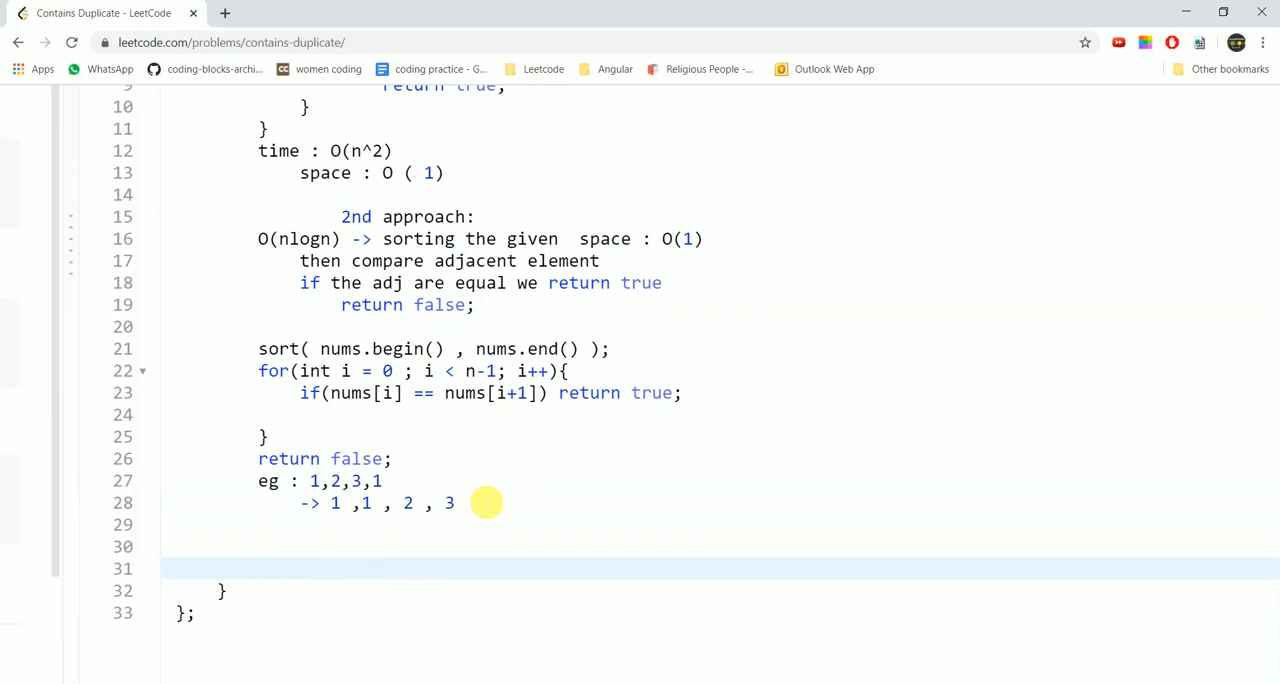 Contains Duplicate - LeetCode
leetcode.com/problems/contains-duplicate/
Apps WhatsApp coding-blocks-archi... women coding coding practice - G... Leetcode Angular Religious People -... Outlook Web App Other bookmarks
9 return true;
10 }
11 }
12 time : O(n^2)
13 space : O ( 1)
14
15 2nd approach:
16 O(nlogn) -> sorting the given  space : O(1)
17 then compare adjacent element
18 if the adj are equal we return true
19 return false;
20
21 sort( nums.begin() , nums.end() );
22 for(int i = 0 ; i < n-1; i++){
23 if(nums[i] == nums[i+1]) return true;
24
25 }
26 return false;
27 eg : 1,2,3,1
28 -> 1 ,1 , 2 , 3
29
30
31
32 }
33 };